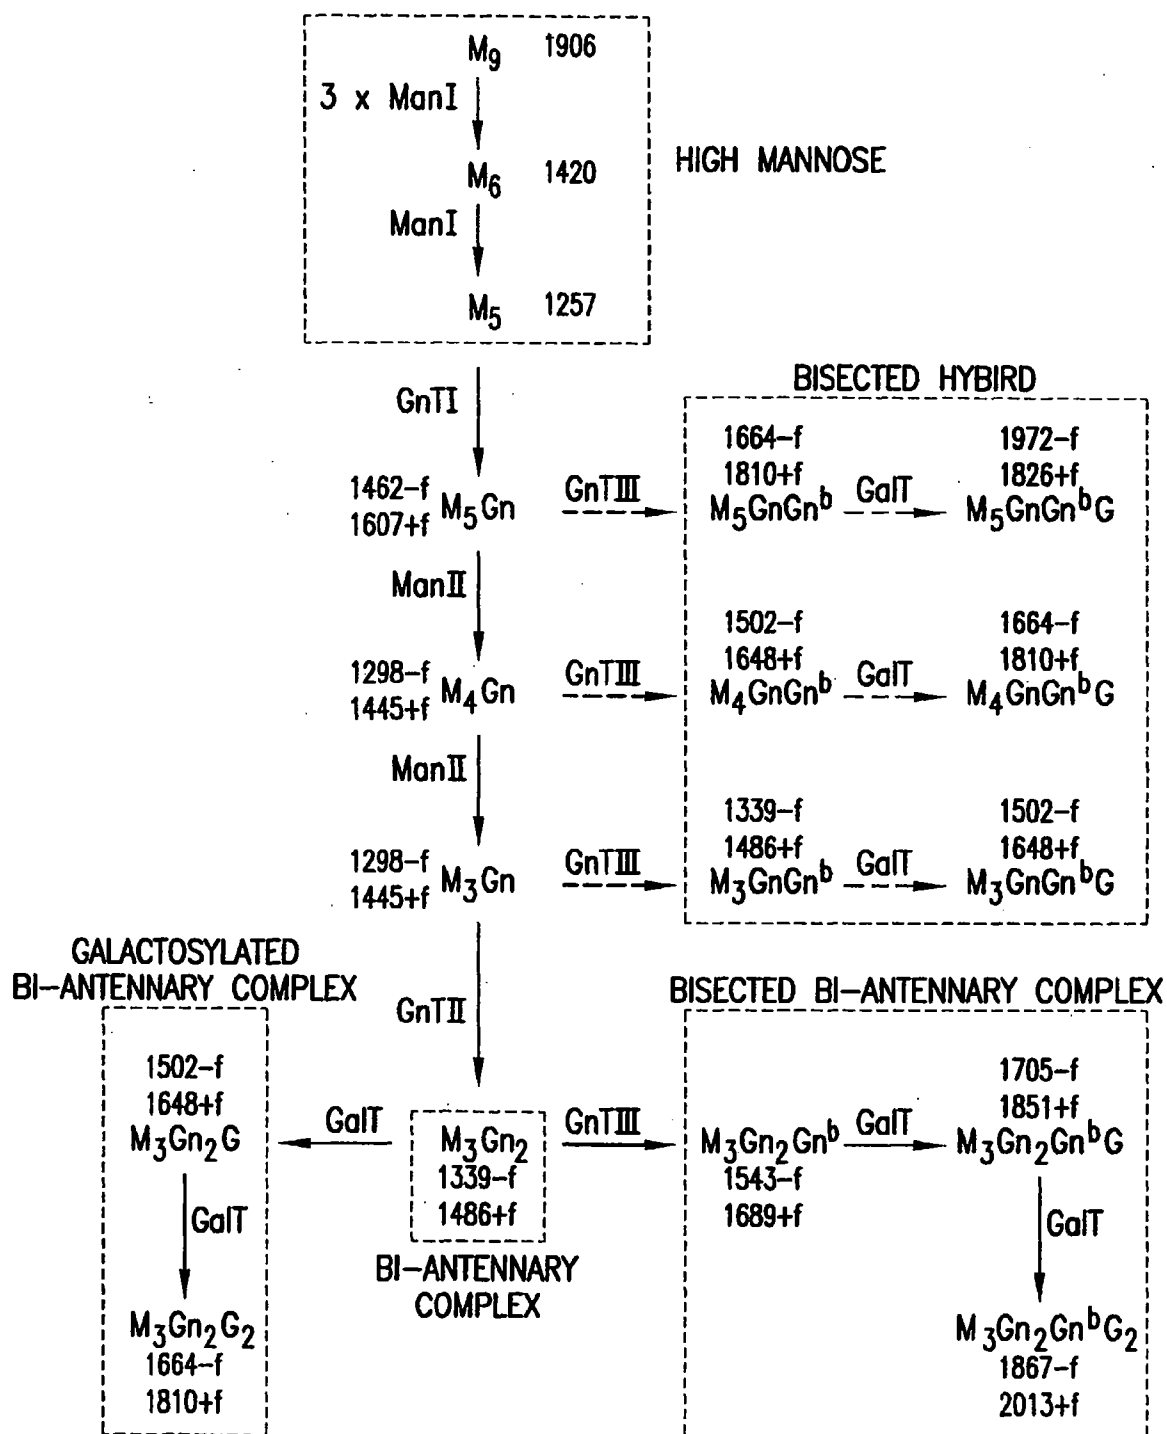 M₉ 1906
3 x ManI
M₆ 1420
HIGH MANNOSE
ManI
M₅ 1257
GnTI
BISECTED HYBIRD
1664-f
1810+f
M₅GnGnᵇ
1972-f
1826+f
M₅GnGnᵇG
1462-f
1607+f
M₅Gn
GnTIII
GalT
ManII
1502-f
1648+f
M₄GnGnᵇ
1664-f
1810+f
M₄GnGnᵇG
1298-f
1445+f
M₄Gn
GnTIII
GalT
ManII
1339-f
1486+f
M₃GnGnᵇ
1502-f
1648+f
M₃GnGnᵇG
1298-f
1445+f
M₃Gn
GnTIII
GalT
GALACTOSYLATED
BI-ANTENNARY COMPLEX
GnTII
BISECTED BI-ANTENNARY COMPLEX
1502-f
1648+f
M₃Gn₂G
GalT
M₃Gn₂
1339-f
1486+f
GnTIII
M₃Gn₂Gnᵇ
1543-f
1689+f
GalT
1705-f
1851+f
M₃Gn₂GnᵇG
GalT
GalT
BI-ANTENNARY
COMPLEX
M₃Gn₂G₂
1664-f
1810+f
M₃Gn₂GnᵇG₂
1867-f
2013+f